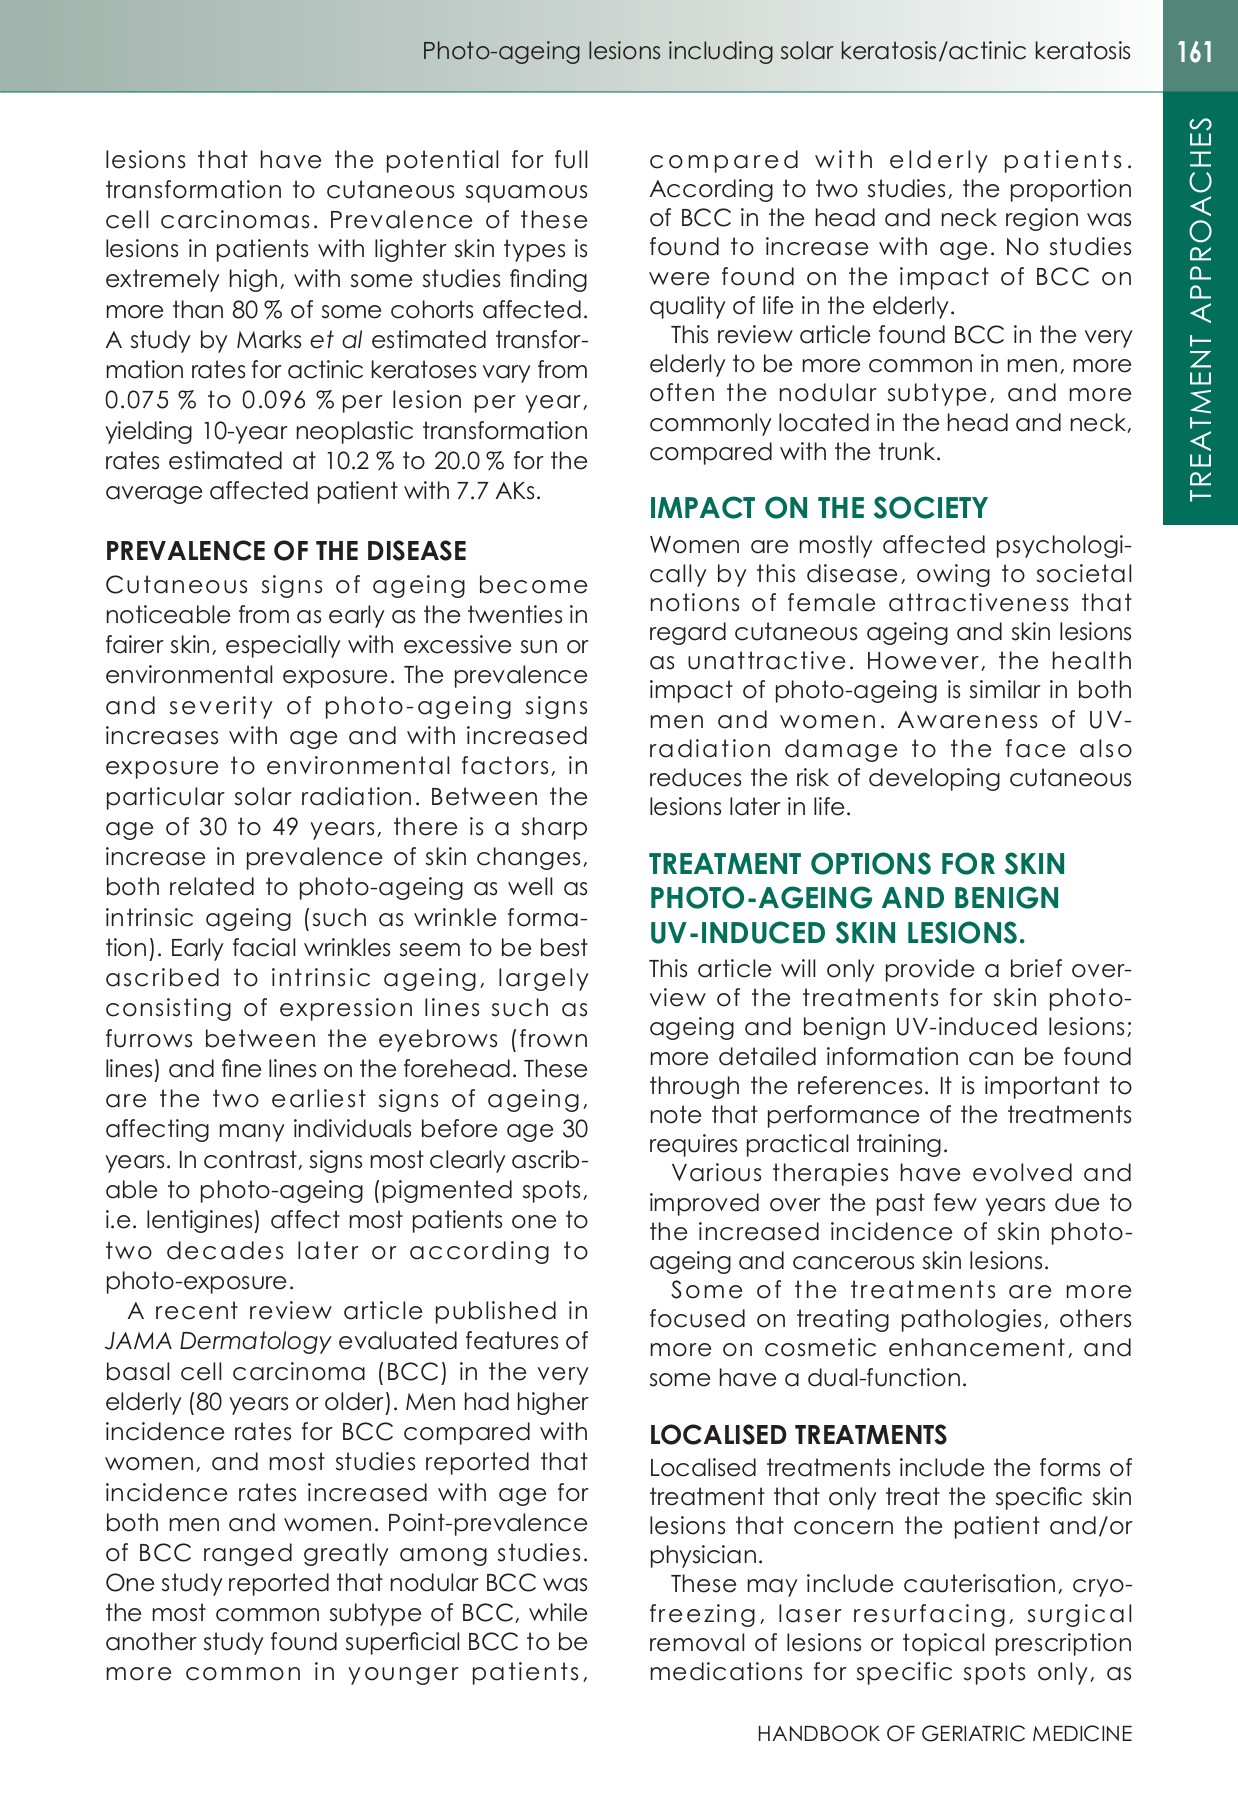 Photo-ageing lesions including solar keratosis/actinic keratosis
161
TREATMENT APPROACHES
lesions that have the potential for full
transformation to cutaneous squamous
cell carcinomas. Prevalence of these
lesions in patients with lighter skin types is
extremely high, with some studies finding
more than 80 % of some cohorts affected.
A study by Marks et al estimated transfor-
mation rates for actinic keratoses vary from
0.075 % to 0.096 % per lesion per year,
yielding 10-year neoplastic transformation
rates estimated at 10.2 % to 20.0 % for the
average affected patient with 7.7 AKs.
PREVALENCE OF THE DISEASE
Cutaneous signs of ageing become
noticeable from as early as the twenties in
fairer skin, especially with excessive sun or
environmental exposure. The prevalence
and severity of photo-ageing signs
increases with age and with increased
exposure to environmental factors, in
particular solar radiation. Between the
age of 30 to 49 years, there is a sharp
increase in prevalence of skin changes,
both related to photo-ageing as well as
intrinsic ageing (such as wrinkle forma-
tion). Early facial wrinkles seem to be best
ascribed to intrinsic ageing, largely
consisting of expression lines such as
furrows between the eyebrows (frown
lines) and fine lines on the forehead. These
are the two earliest signs of ageing,
affecting many individuals before age 30
years. In contrast, signs most clearly ascrib-
able to photo-ageing (pigmented spots,
i.e. lentigines) affect most patients one to
two decades later or according to
photo-exposure.
A recent review article published in
JAMA Dermatology evaluated features of
basal cell carcinoma (BCC) in the very
elderly (80 years or older). Men had higher
incidence rates for BCC compared with
women, and most studies reported that
incidence rates increased with age for
both men and women. Point-prevalence
of BCC ranged greatly among studies.
One study reported that nodular BCC was
the most common subtype of BCC, while
another study found superficial BCC to be
more common in younger patients,
compared with elderly patients.
According to two studies, the proportion
of BCC in the head and neck region was
found to increase with age. No studies
were found on the impact of BCC on
quality of life in the elderly.
This review article found BCC in the very
elderly to be more common in men, more
often the nodular subtype, and more
commonly located in the head and neck,
compared with the trunk.
IMPACT ON THE SOCIETY
Women are mostly affected psychologi-
cally by this disease, owing to societal
notions of female attractiveness that
regard cutaneous ageing and skin lesions
as unattractive. However, the health
impact of photo-ageing is similar in both
men and women. Awareness of UV-
radiation damage to the face also
reduces the risk of developing cutaneous
lesions later in life.
TREATMENT OPTIONS FOR SKIN
PHOTO-AGEING AND BENIGN
UV-INDUCED SKIN LESIONS.
This article will only provide a brief over-
view of the treatments for skin photo-
ageing and benign UV-induced lesions;
more detailed information can be found
through the references. It is important to
note that performance of the treatments
requires practical training.
Various therapies have evolved and
improved over the past few years due to
the increased incidence of skin photo-
ageing and cancerous skin lesions.
Some of the treatments are more
focused on treating pathologies, others
more on cosmetic enhancement, and
some have a dual-function.
LOCALISED TREATMENTS
Localised treatments include the forms of
treatment that only treat the specific skin
lesions that concern the patient and/or
physician.
These may include cauterisation, cryo-
freezing, laser resurfacing, surgical
removal of lesions or topical prescription
medications for specific spots only, as
HANDBOOK OF GERIATRIC MEDICINE